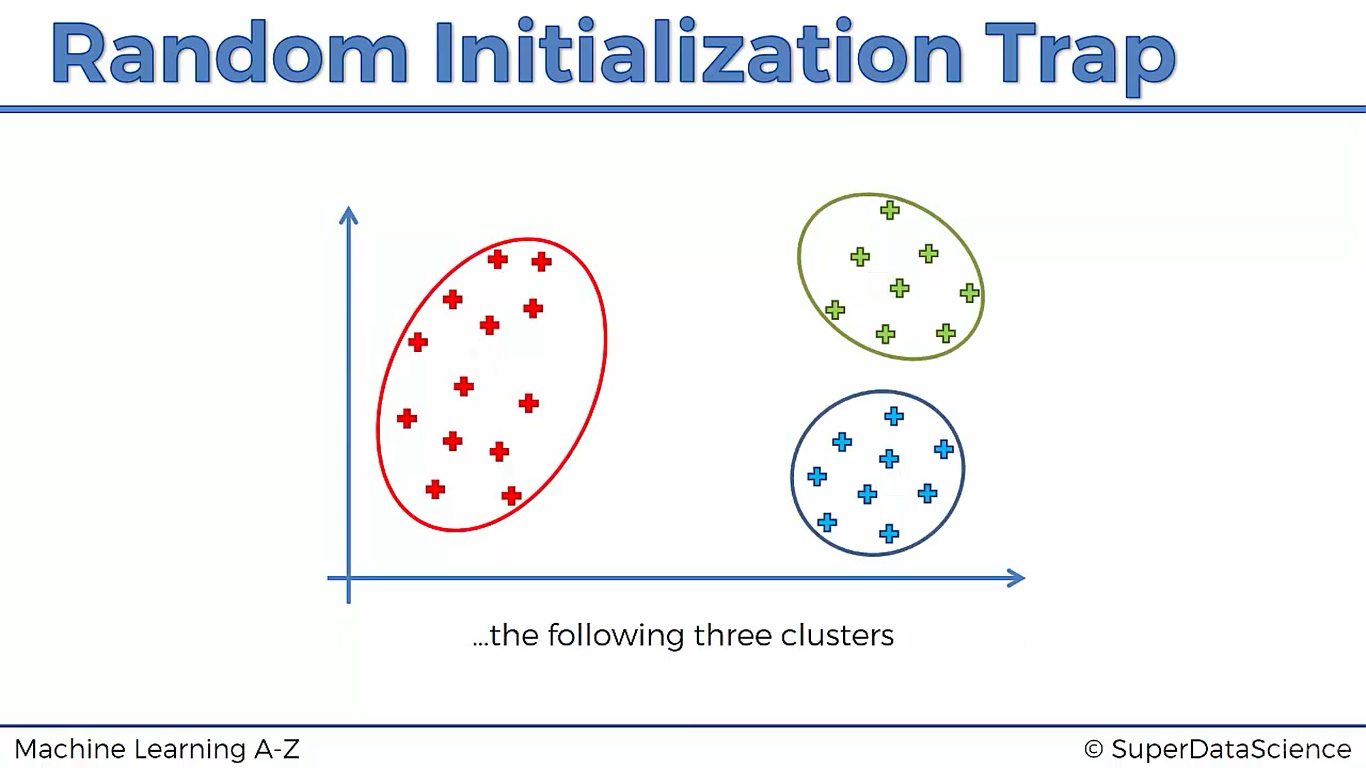 Random Initialization Trap
...the following three clusters
Machine Learning A-Z
© SuperDataScience